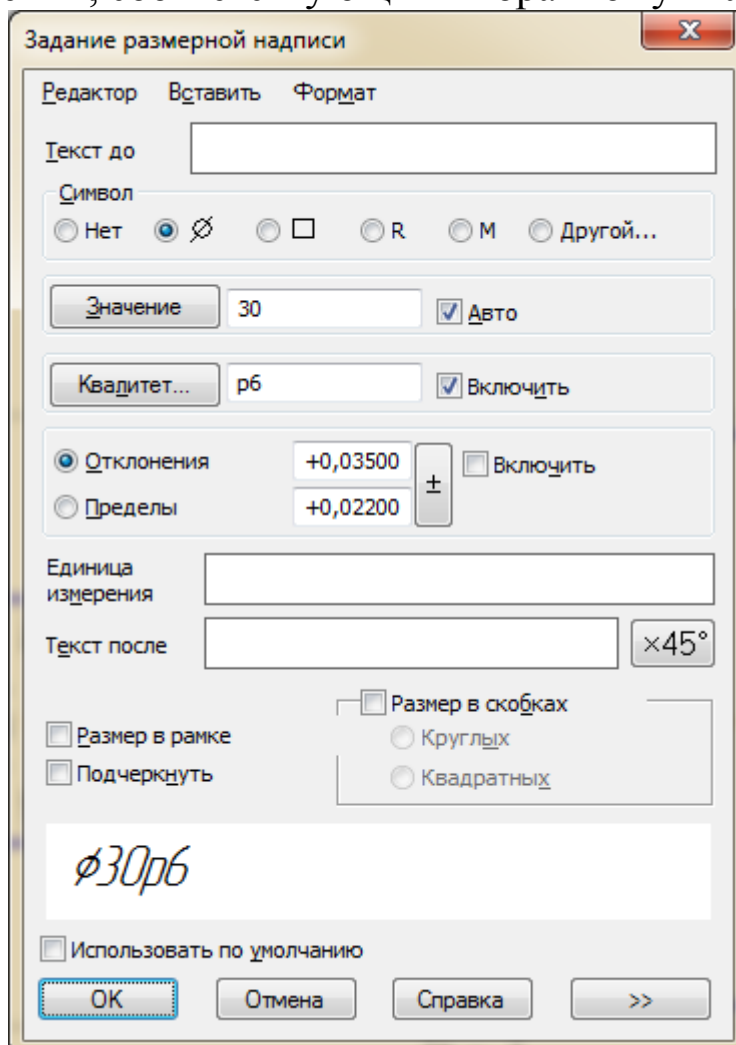 Задание размерной надписи
Редактор Вставить Формат
Текст до
Символ
Нет Ø □ R M Другой...
Значение 30 Авто
Квалитет... p6 Включить
Отклонения +0,03500 ± Включить
Пределы +0,02200
Единица
измерения
Текст после ×45°
Размер в скобках
Размер в рамке Круглых
Подчеркнуть Квадратных
Ø30p6
Использовать по умолчанию
OK Отмена Справка >>